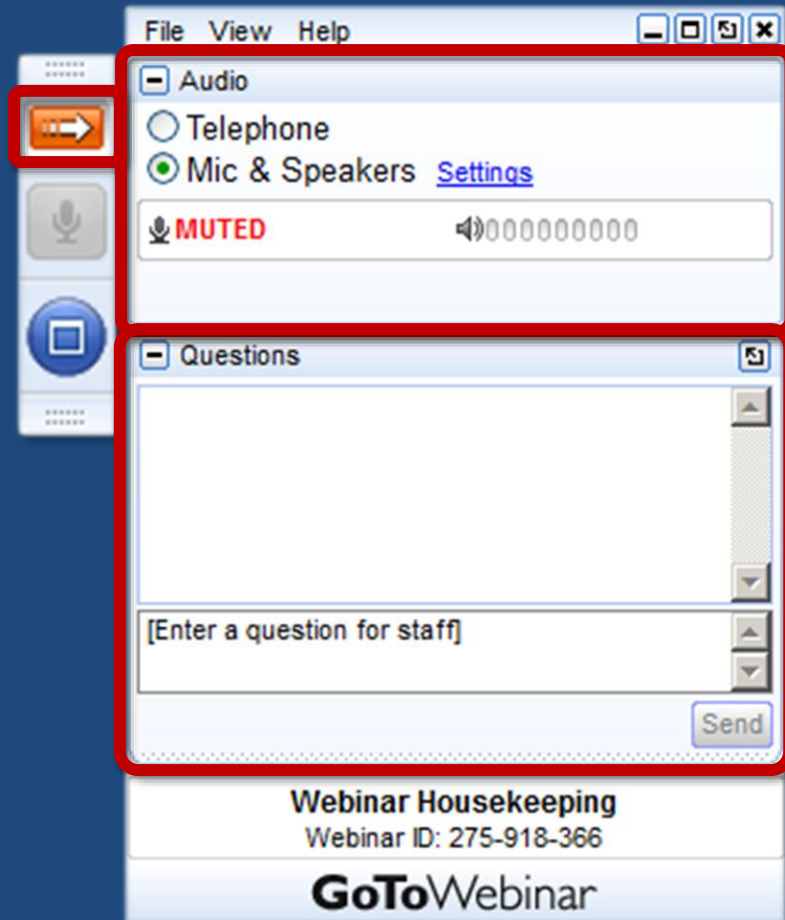 File View Help
Audio
Telephone
Mic & Speakers Settings
MUTED
Questions
[Enter a question for staff]
Send
Webinar Housekeeping
Webinar ID: 275-918-366
GoToWebinar